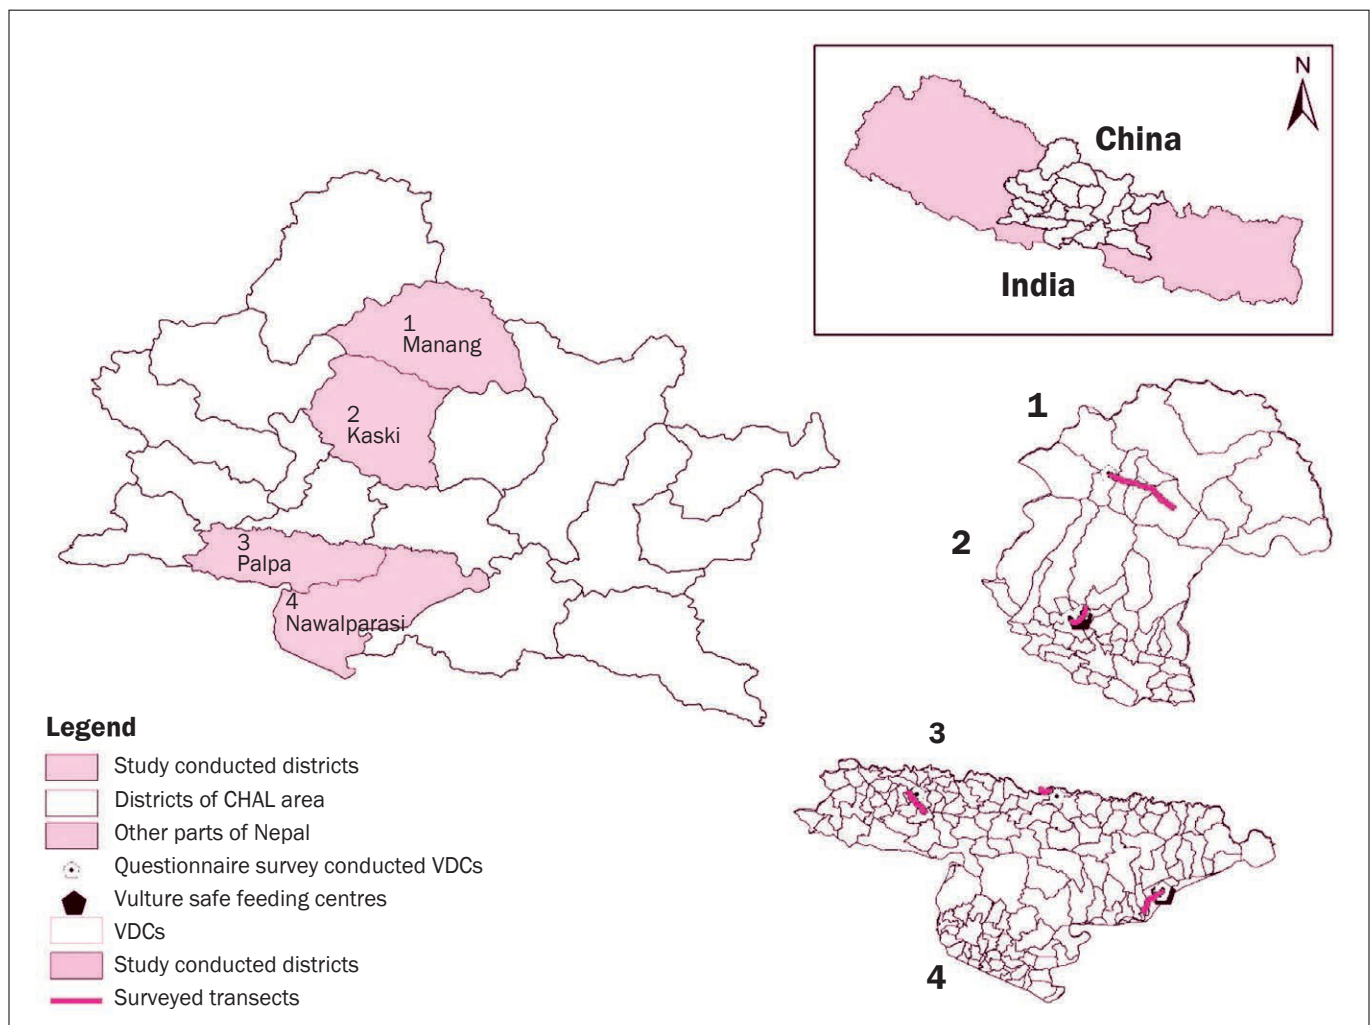 N
China
India
1
Manang
2
Kaski
3
Palpa
4
Nawalparasi
1
2
3
4
Legend
Study conducted districts
Districts of CHAL area
Other parts of Nepal
Questionnaire survey conducted VDCs
Vulture safe feeding centres
VDCs
Study conducted districts
Surveyed transects